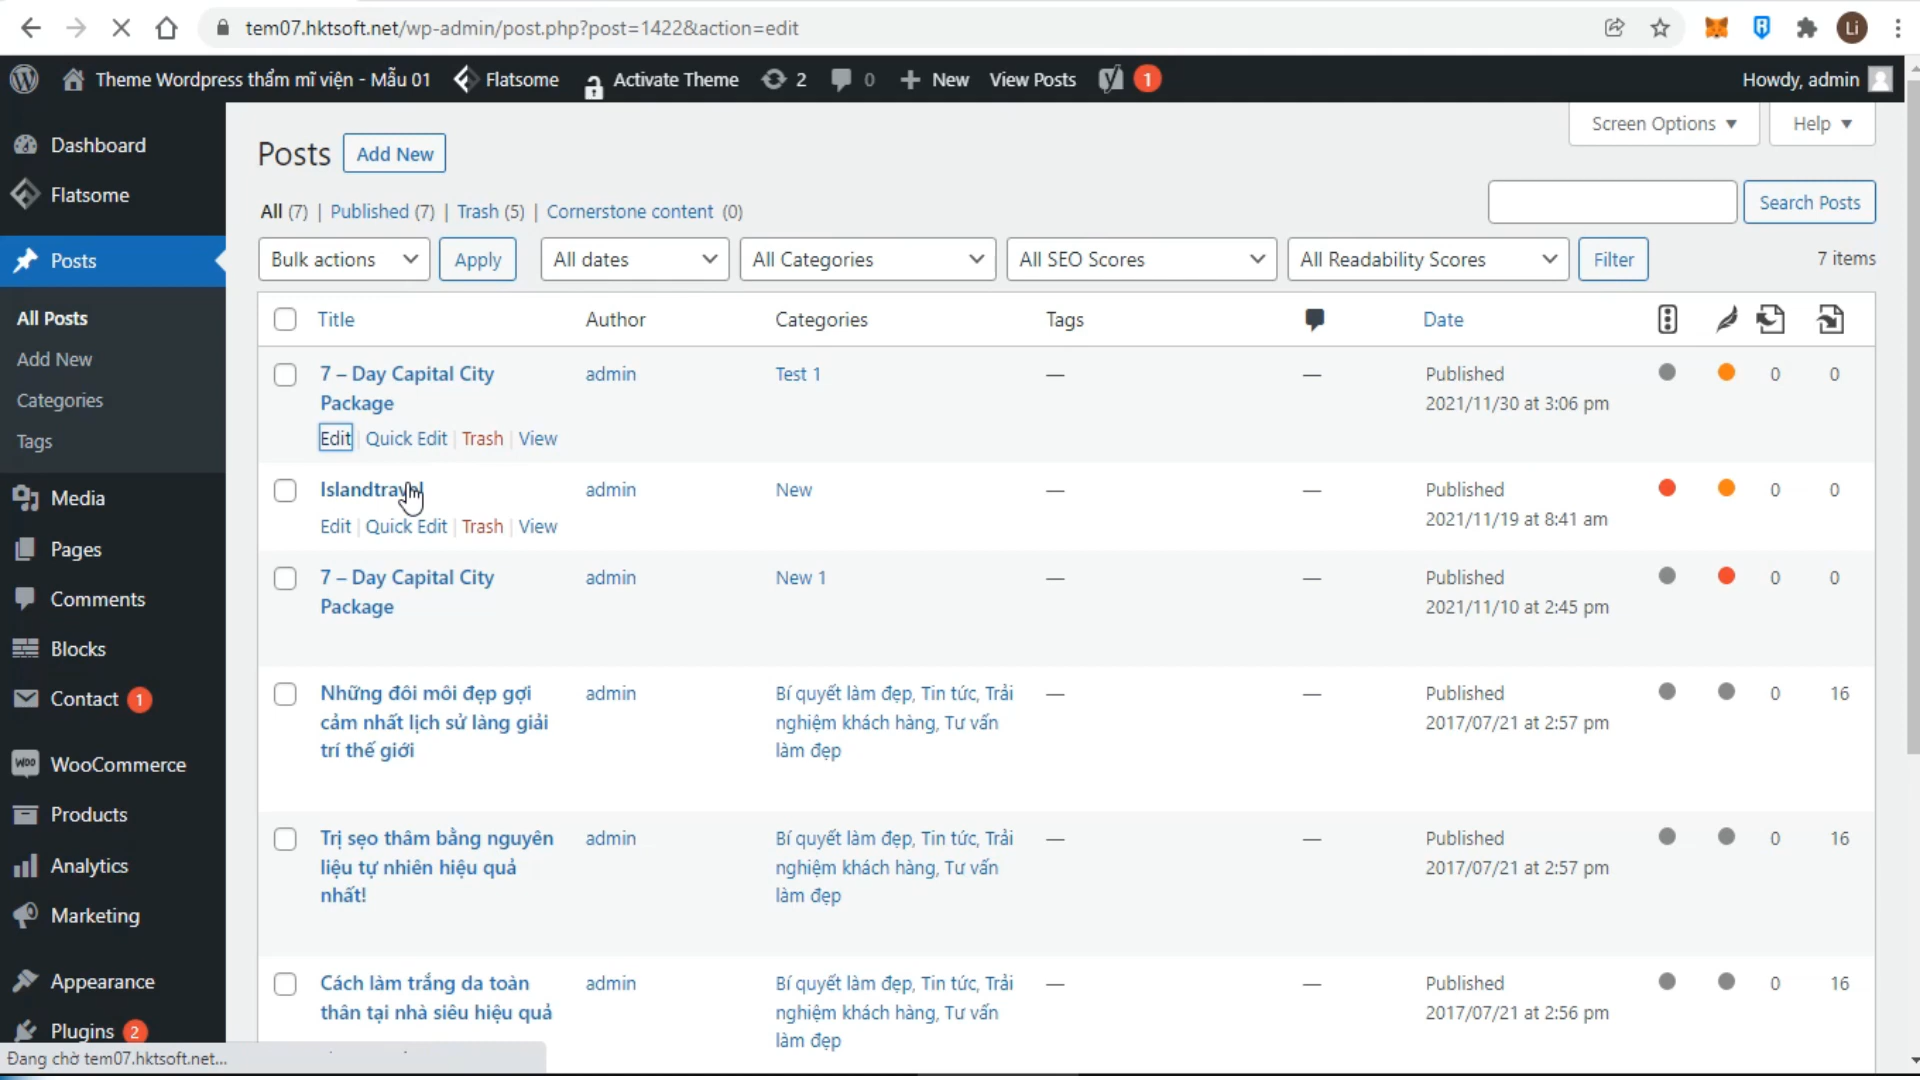 tem07.hktsoft.net/wp-admin/post.php?post=1422&action=edit
Li
Theme Wordpress thẩm mĩ viện - Mẫu 01
Flatsome
Activate Theme
2
0
New
View Posts
1
Howdy, admin
Dashboard
Flatsome
Posts
All Posts
Add New
Categories
Tags
Media
Pages
Comments
Blocks
Contact 1
WooCommerce
Products
Analytics
Marketing
Appearance
Plugins 2
Screen Options
Help
Posts
Add New
All (7) | Published (7) | Trash (5) | Cornerstone content (0)
Search Posts
Bulk actions
Apply
All dates
All Categories
All SEO Scores
All Readability Scores
Filter
7 items
Title Author Categories Tags Date
7 – Day Capital City admin Test 1 — — Published 0 0
Package 2021/11/30 at 3:06 pm
Edit | Quick Edit | Trash | View
Islandtravel admin New — — Published 0 0
2021/11/19 at 8:41 am
Edit | Quick Edit | Trash | View
7 – Day Capital City admin New 1 — — Published 0 0
Package 2021/11/10 at 2:45 pm
Những đôi môi đẹp gợi admin Bí quyết làm đẹp, Tin tức, Trải — — Published 0 16
cảm nhất lịch sử làng giải nghiệm khách hàng, Tư vấn 2017/07/21 at 2:57 pm
trí thế giới làm đẹp
Trị sẹo thâm bằng nguyên admin Bí quyết làm đẹp, Tin tức, Trải — — Published 0 16
liệu tự nhiên hiệu quả nghiệm khách hàng, Tư vấn 2017/07/21 at 2:57 pm
nhất! làm đẹp
Cách làm trắng da toàn admin Bí quyết làm đẹp, Tin tức, Trải — — Published 0 16
thân tại nhà siêu hiệu quả nghiệm khách hàng, Tư vấn 2017/07/21 at 2:56 pm
làm đẹp
Đang chờ tem07.hktsoft.net...